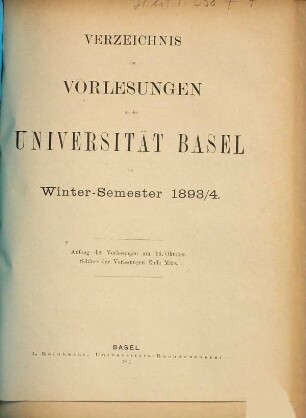 VERZEICHNIS
VORLESUNGEN
UNIVERSITÄT BASEL
Winter-Semester 1893/4.
Anfang der Vorlesungen am 16. Oktober
Schluss der Vorlesungen Ende März.
BASEL